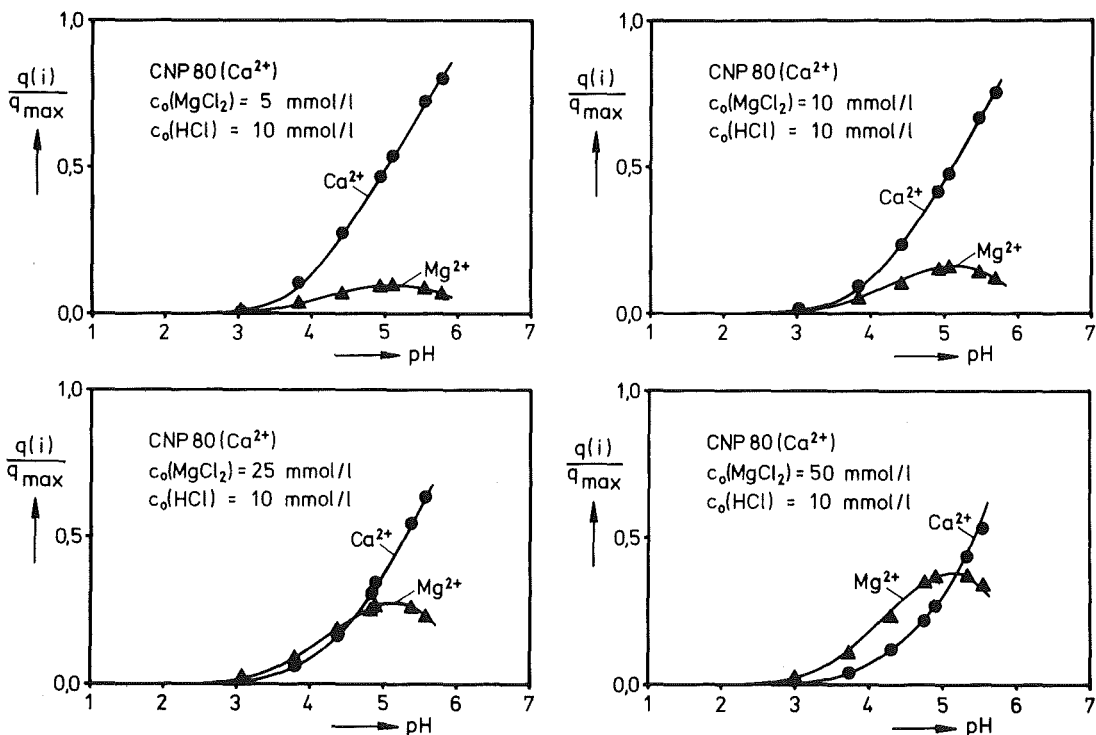 1,0
q(i)
q max
0,5
0,0
CNP 80 (Ca²⁺)
c₀(MgCl₂) = 5 mmol/l
c₀(HCl) = 10 mmol/l
Ca²⁺
Mg²⁺
1 2 3 4 5 6 7
pH
1,0
q(i)
q max
0,5
0,0
CNP 80 (Ca²⁺)
c₀(MgCl₂) = 10 mmol/l
c₀(HCl) = 10 mmol/l
Ca²⁺
Mg²⁺
1 2 3 4 5 6 7
pH
1,0
q(i)
q max
0,5
0,0
CNP 80 (Ca²⁺)
c₀(MgCl₂) = 25 mmol/l
c₀(HCl) = 10 mmol/l
Ca²⁺
Mg²⁺
1 2 3 4 5 6 7
pH
1,0
q(i)
q max
0,5
0,0
CNP 80 (Ca²⁺)
c₀(MgCl₂) = 50 mmol/l
c₀(HCl) = 10 mmol/l
Ca²⁺
Mg²⁺
1 2 3 4 5 6 7
pH